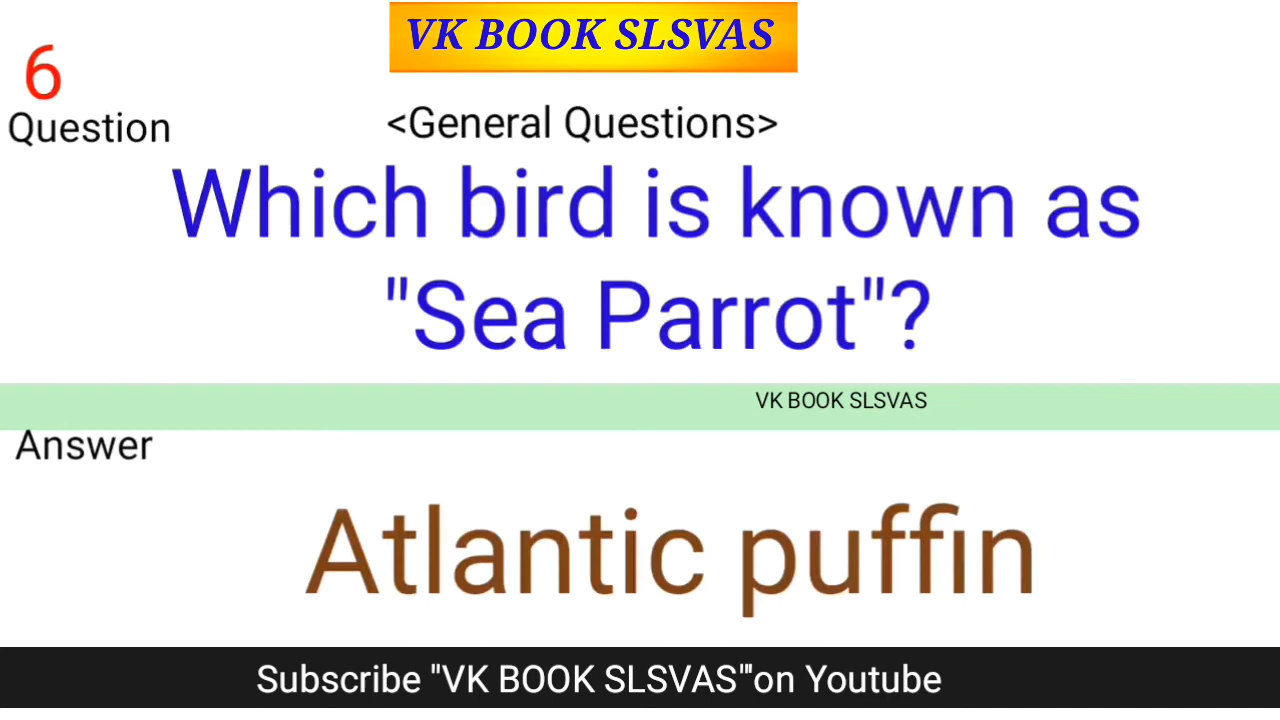 VK BOOK SLSVAS
6
Question
<General Questions>
Which bird is known as
"Sea Parrot"?
VK BOOK SLSVAS
Answer
Atlantic puffin
Subscribe "VK BOOK SLSVAS"'on Youtube